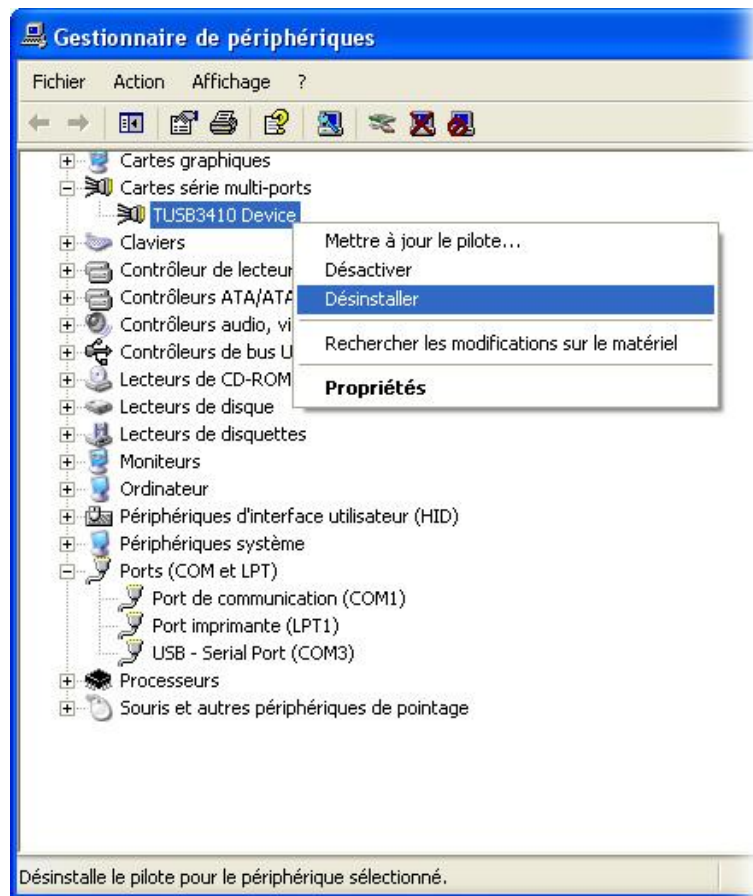 Gestionnaire de périphériques
Fichier Action Affichage ?
Cartes graphiques
Cartes série multi-ports
TUSB3410 Device
Claviers
Contrôleur de lecteur
Contrôleurs ATA/ATA
Contrôleurs audio, vi
Contrôleurs de bus U
Lecteurs de CD-ROM
Lecteurs de disque
Lecteurs de disquettes
Moniteurs
Ordinateur
Périphériques d'interface utilisateur (HID)
Périphériques système
Ports (COM et LPT)
Port de communication (COM1)
Port imprimante (LPT1)
USB - Serial Port (COM3)
Processeurs
Souris et autres périphériques de pointage
Mettre à jour le pilote...
Désactiver
Désinstaller
Rechercher les modifications sur le matériel
Propriétés
Désinstalle le pilote pour le périphérique sélectionné.